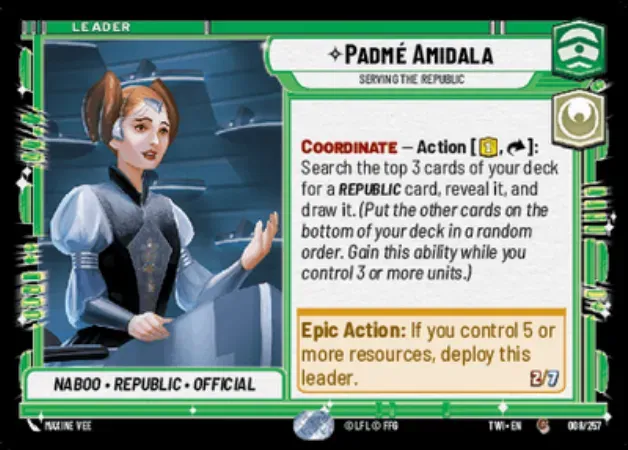 LEADER
PADMÉ AMIDALA
SERVING THE REPUBLIC
COORDINATE – Action [1, ]:
Search the top 3 cards of your deck
for a REPUBLIC card, reveal it, and
draw it. (Put the other cards on the
bottom of your deck in a random
order. Gain this ability while you
control 3 or more units.)
Epic Action: If you control 5 or
more resources, deploy this
leader.
2/7
NABOO • REPUBLIC • OFFICIAL
MAXINE VEE
© LFL © FFG
TWI • EN
008/257